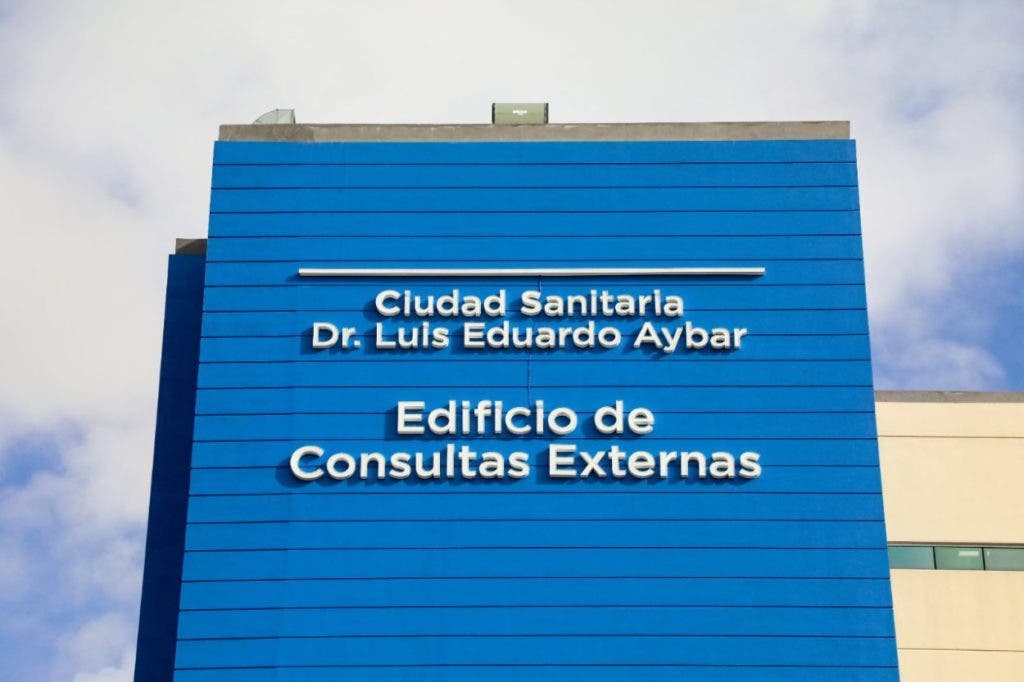 Ciudad Sanitaria
Dr. Luis Eduardo Aybar
Edificio de
Consultas Externas